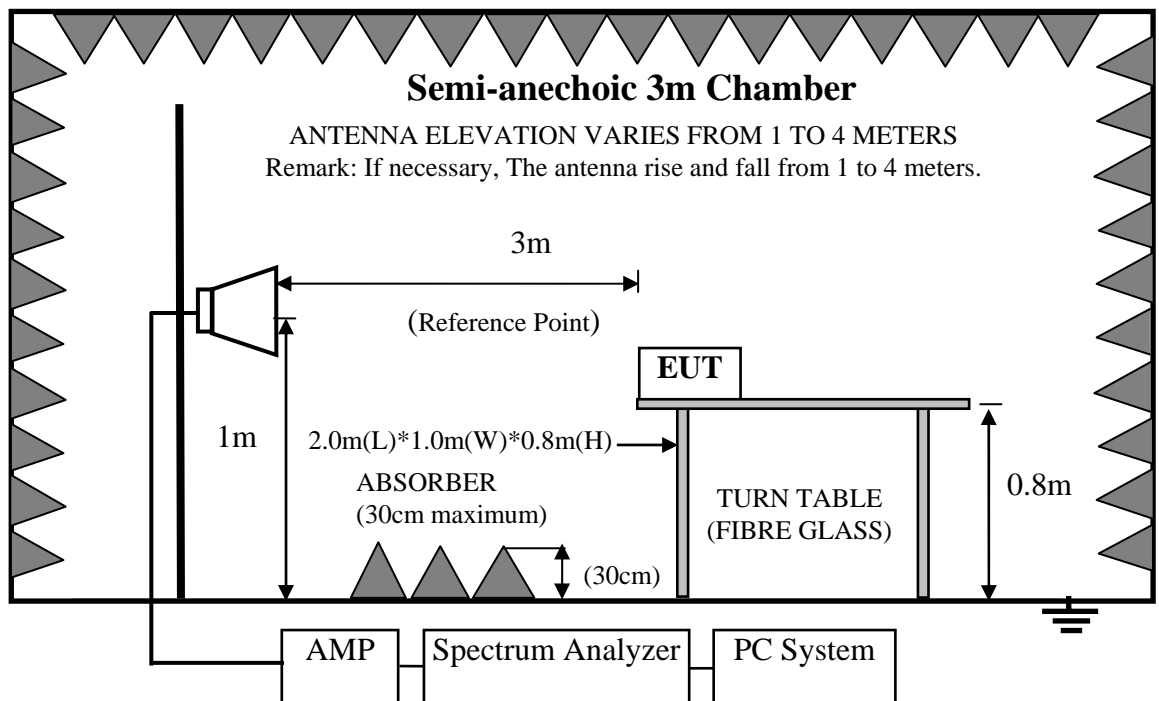 Semi-anechoic 3m Chamber
ANTENNA ELEVATION VARIES FROM 1 TO 4 METERS
Remark: If necessary, The antenna rise and fall from 1 to 4 meters.
3m
(Reference Point)
EUT
1m
2.0m(L)*1.0m(W)*0.8m(H)
ABSORBER
(30cm maximum)
TURN TABLE
(FIBRE GLASS)
0.8m
(30cm)
AMP
Spectrum Analyzer
PC System